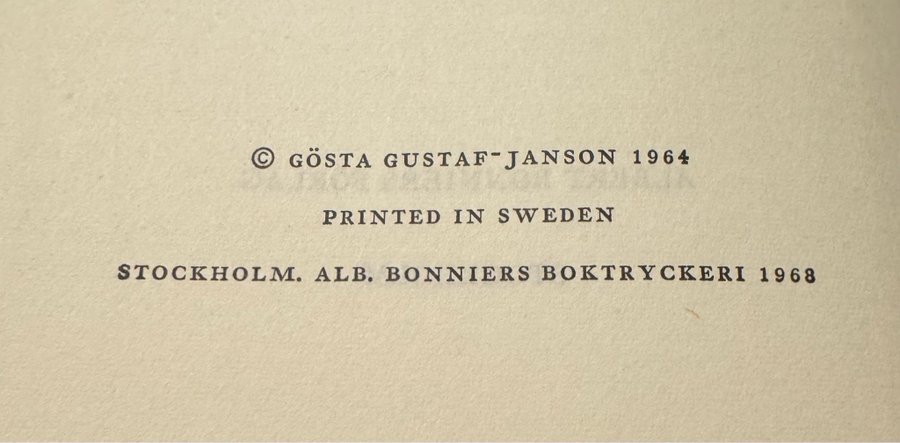 © GÖSTA GUSTAF-JANSON 1964
PRINTED IN SWEDEN
STOCKHOLM. ALB. BONNIERS BOKTRYCKERI 1968